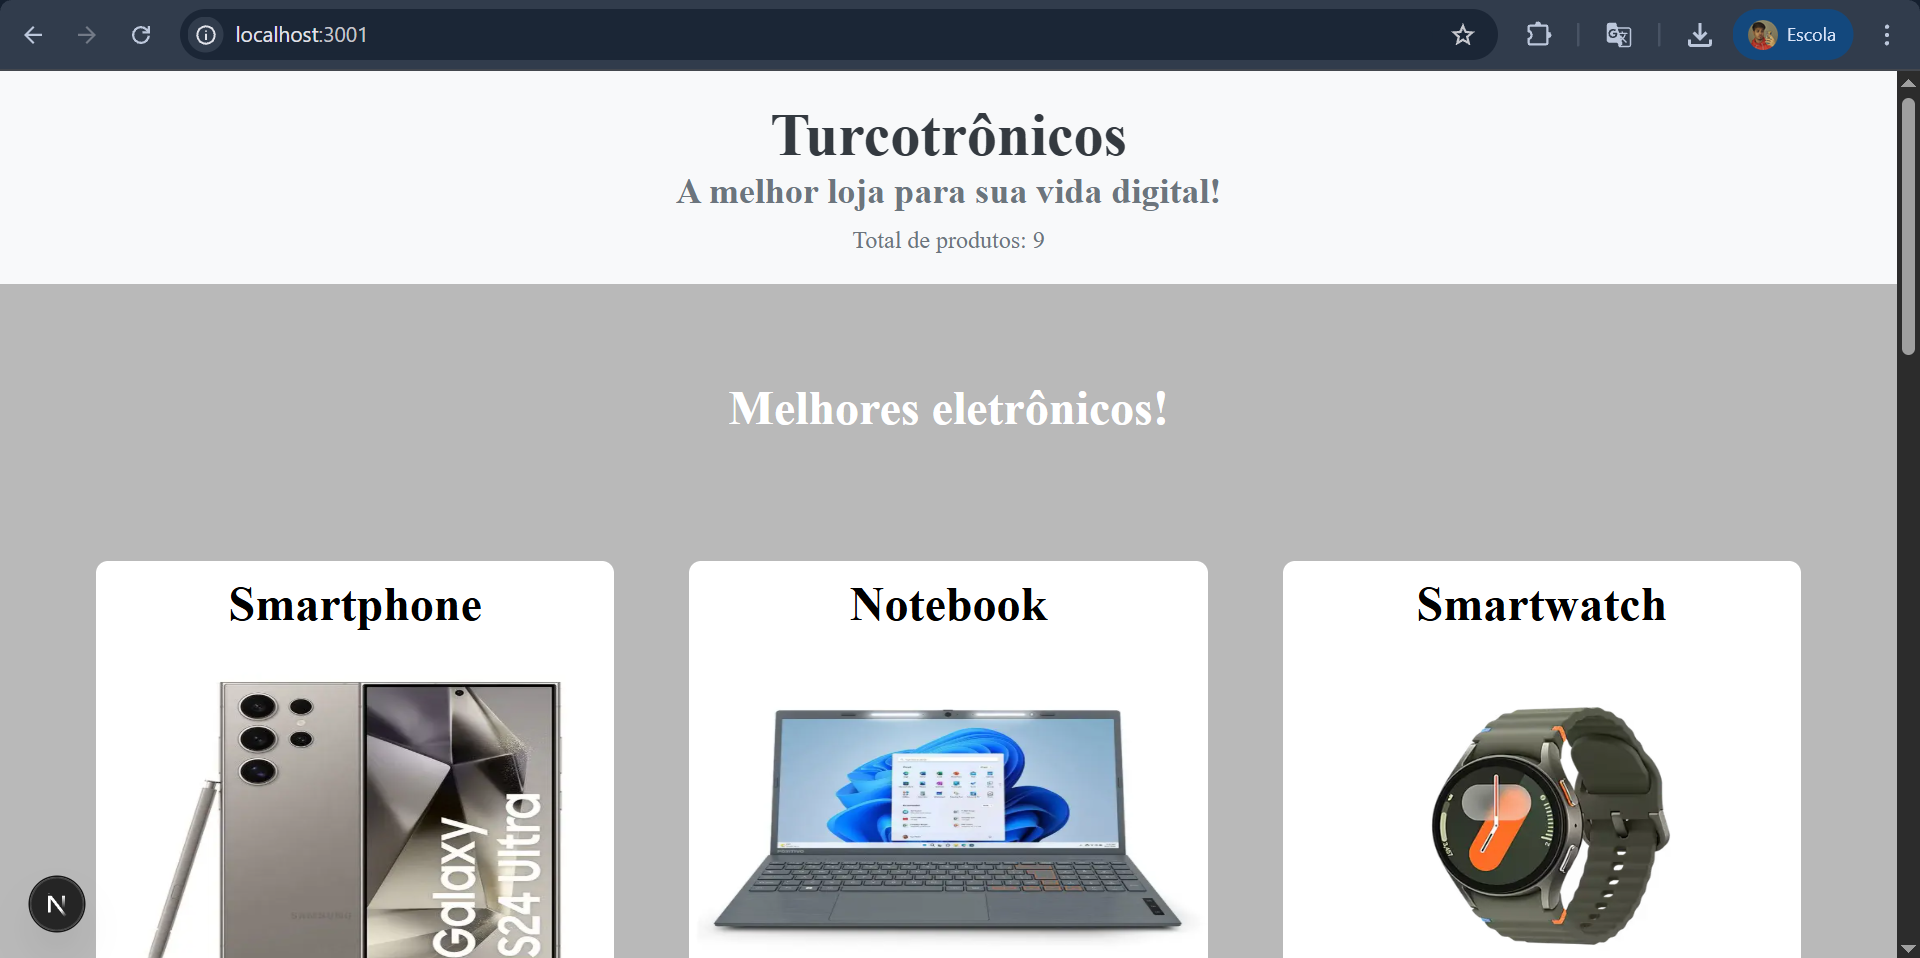 localhost:3001
Escola
Turcotrônicos
A melhor loja para sua vida digital!
Total de produtos: 9
Melhores eletrônicos!
Smartphone
Notebook
Smartwatch
Galaxy
S24 Ultra
N